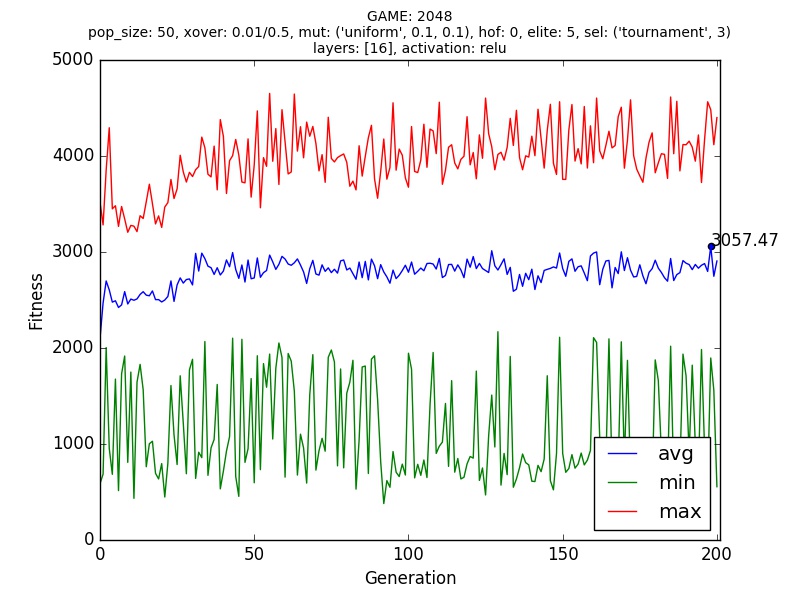 GAME: 2048
pop_size: 50, xover: 0.01/0.5, mut: ('uniform', 0.1, 0.1), hof: 0, elite: 5, sel: ('tournament', 3)
layers: [16], activation: relu
5000
4000
3000
2000
1000
0
Fitness
3057.47
avg
min
max
0
50
100
150
200
Generation